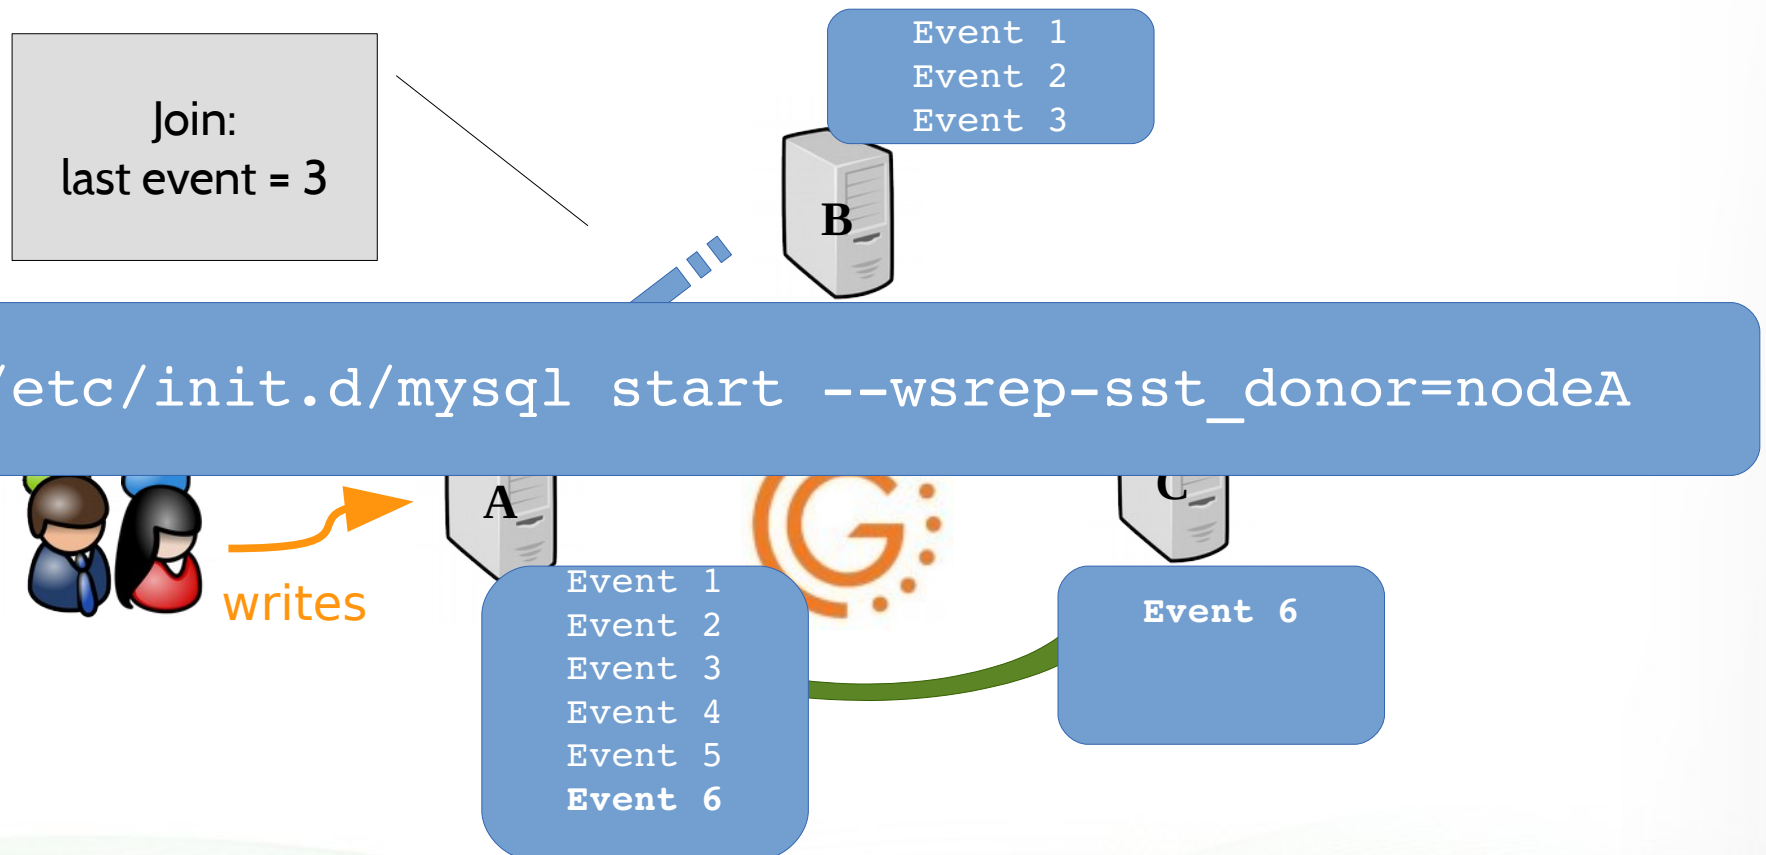 Event 1
Event 2
Event 3
Join:
last event = 3
B
/etc/init.d/mysql start --wsrep-sst_donor=nodeA
A
C
G
writes
Event 1
Event 2
Event 3
Event 4
Event 5
Event 6
Event 6